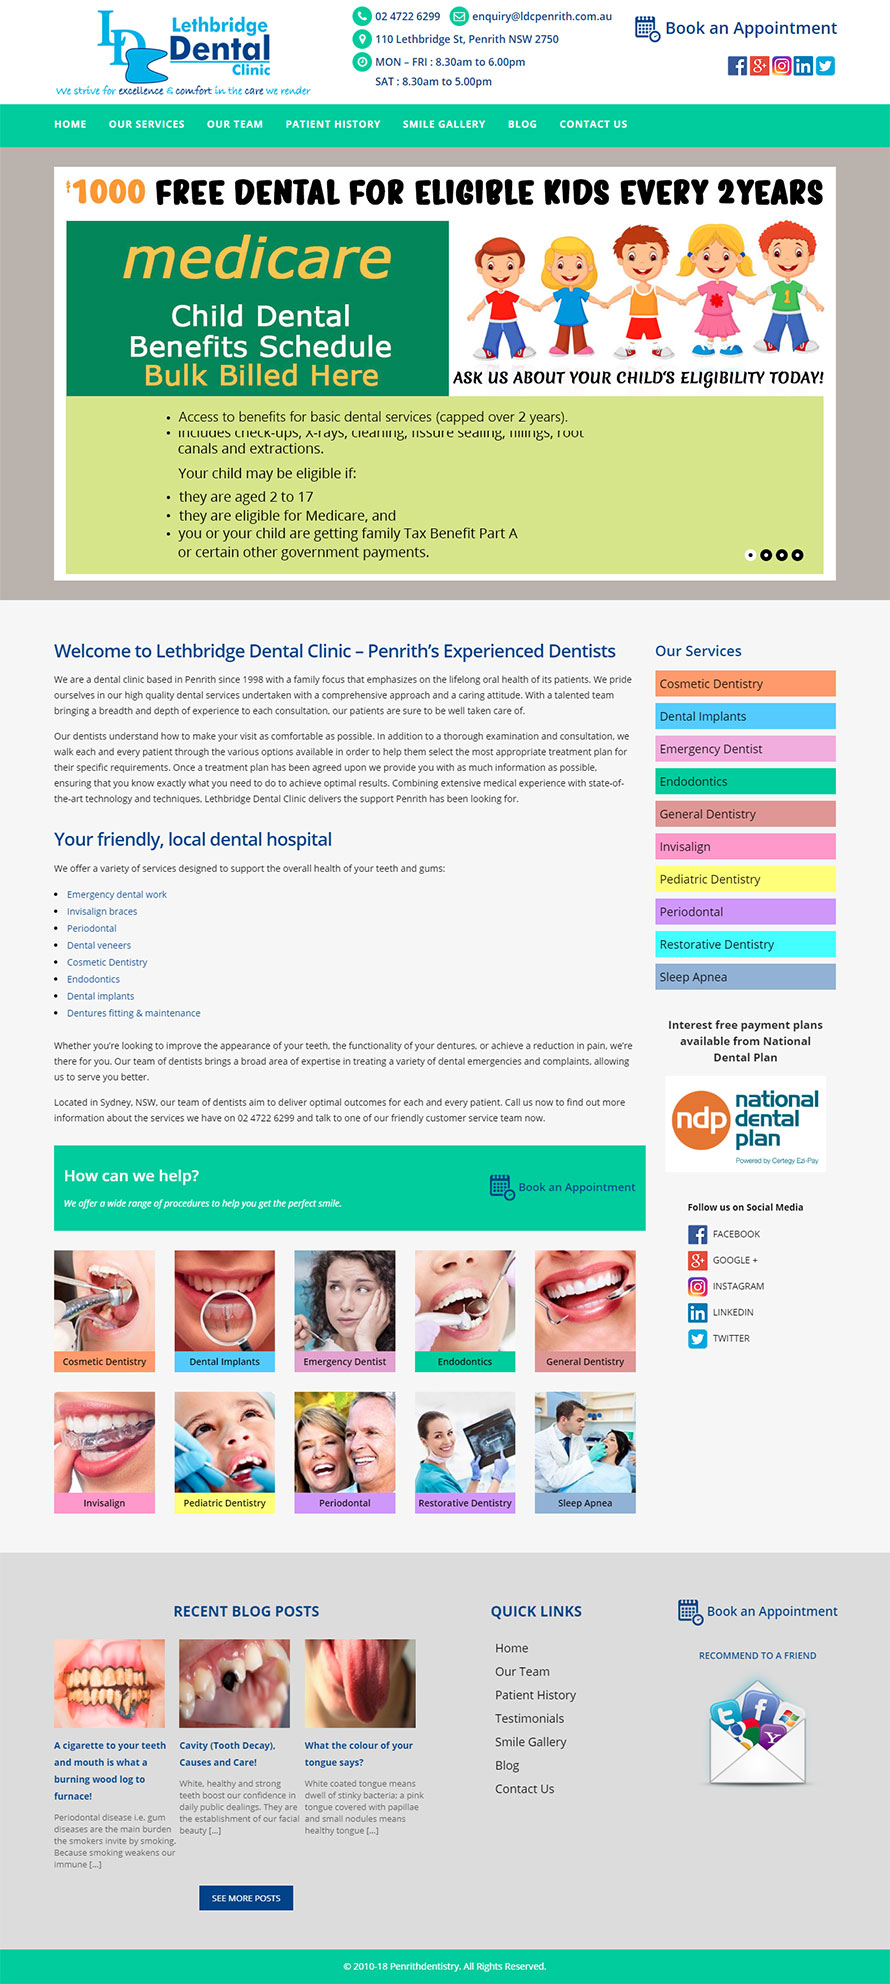 LD
Lethbridge
Dental
Clinic
We strive for excellence & comfort in the care we render
02 4722 6299 enquiry@ldcpenrith.com.au
110 Lethbridge St, Penrith NSW 2750
MON – FRI : 8.30am to 6.00pm
SAT : 8.30am to 5.00pm
Book an Appointment
HOME OUR SERVICES OUR TEAM PATIENT HISTORY SMILE GALLERY BLOG CONTACT US
$1000 FREE DENTAL FOR ELIGIBLE KIDS EVERY 2YEARS
medicare
Child Dental
Benefits Schedule
Bulk Billed Here
1
ASK US ABOUT YOUR CHILD'S ELIGIBILITY TODAY!
• Access to benefits for basic dental services (capped over 2 years).
• includes check-ups, X-rays, cleaning, fissure sealing, fillings, root
canals and extractions.
Your child may be eligible if:
• they are aged 2 to 17
• they are eligible for Medicare, and
• you or your child are getting family Tax Benefit Part A
or certain other government payments.
Welcome to Lethbridge Dental Clinic – Penrith's Experienced Dentists
We are a dental clinic based in Penrith since 1998 with a family focus that emphasizes on the lifelong oral health of its patients. We pride
ourselves in our high quality dental services undertaken with a comprehensive approach and a caring attitude. With a talented team
bringing a breadth and depth of experience to each consultation, our patients are sure to be well taken care of.
Our dentists understand how to make your visit as comfortable as possible. In addition to a thorough examination and consultation, we
walk each and every patient through the various options available in order to help them select the most appropriate treatment plan for
their specific requirements. Once a treatment plan has been agreed upon we provide you with as much information as possible,
ensuring that you know exactly what you need to do to achieve optimal results. Combining extensive medical experience with state-of-
the-art technology and techniques, Lethbridge Dental Clinic delivers the support Penrith has been looking for.
Your friendly, local dental hospital
We offer a variety of services designed to support the overall health of your teeth and gums:
• Emergency dental work
• Invisalign braces
• Periodontal
• Dental veneers
• Cosmetic Dentistry
• Endodontics
• Dental implants
• Dentures fitting & maintenance
Whether you're looking to improve the appearance of your teeth, the functionality of your dentures, or achieve a reduction in pain, we're
there for you. Our team of dentists brings a broad area of expertise in treating a variety of dental emergencies and complaints, allowing
us to serve you better.
Located in Sydney, NSW, our team of dentists aim to deliver optimal outcomes for each and every patient. Call us now to find out more
information about the services we have on 02 4722 6299 and talk to one of our friendly customer service team now.
How can we help?
We offer a wide range of procedures to help you get the perfect smile.
Book an Appointment
Cosmetic Dentistry Dental Implants Emergency Dentist Endodontics General Dentistry
Invisalign Pediatric Dentistry Periodontal Restorative Dentistry Sleep Apnea
Our Services
Cosmetic Dentistry
Dental Implants
Emergency Dentist
Endodontics
General Dentistry
Invisalign
Pediatric Dentistry
Periodontal
Restorative Dentistry
Sleep Apnea
Interest free payment plans
available from National
Dental Plan
ndp
national
dental
plan
Powered by Certegy Ezi-Pay
Follow us on Social Media
FACEBOOK
GOOGLE +
INSTAGRAM
LINKEDIN
TWITTER
RECENT BLOG POSTS
A cigarette to your teeth
and mouth is what a
burning wood log to
furnace!
Periodontal disease i.e. gum
diseases are the main burden
the smokers invite by smoking.
Because smoking weakens our
immune [...]
Cavity (Tooth Decay),
Causes and Care!
White, healthy and strong
teeth boost our confidence in
daily public dealings. They are
the establishment of our facial
beauty [...]
What the colour of your
tongue says?
White coated tongue means
dwell of stinky bacteria; a pink
tongue covered with papillae
and small nodules means
healthy tongue [...]
SEE MORE POSTS
QUICK LINKS
Home
Our Team
Patient History
Testimonials
Smile Gallery
Blog
Contact Us
Book an Appointment
RECOMMEND TO A FRIEND
© 2010-18 Penrithdentistry. All Rights Reserved.